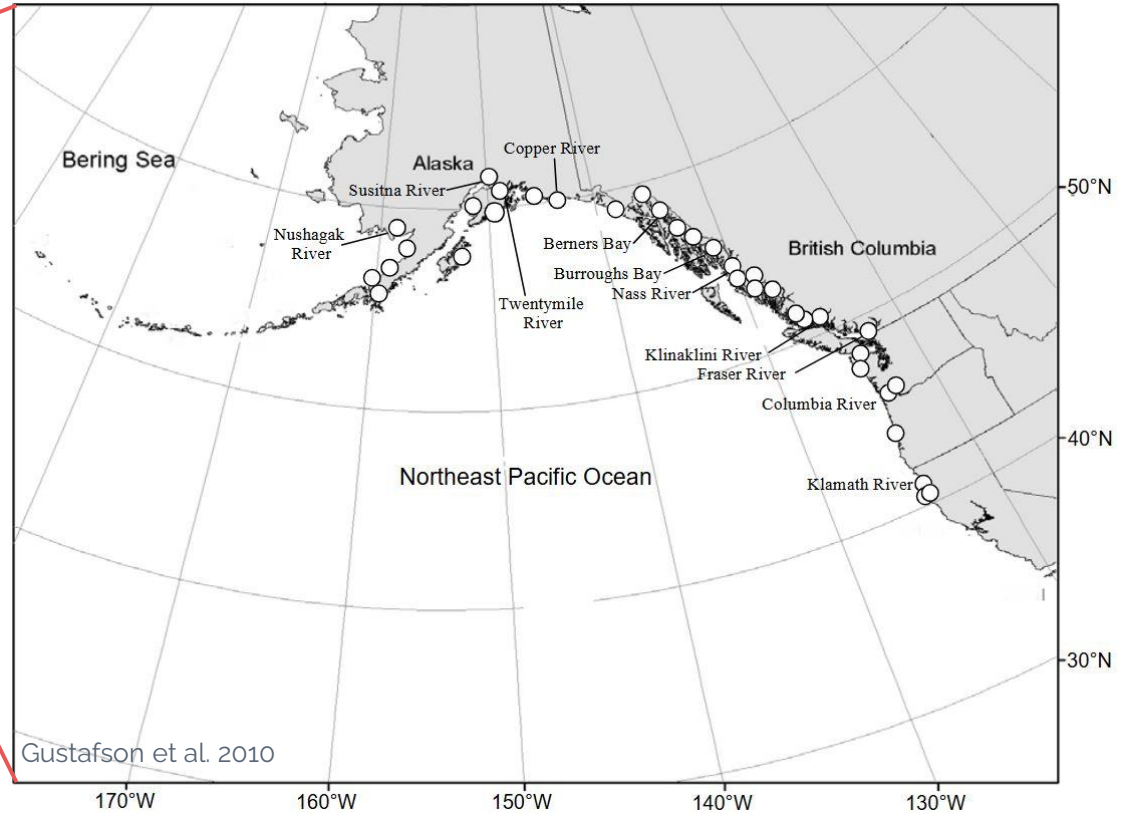 Bering Sea
Alaska
Copper River
Susitna River
Nushagak
River
Twentymile
River
Berners Bay
Burroughs Bay
Nass River
British Columbia
Klinaklini River
Fraser River
Columbia River
Klamath River
Northeast Pacific Ocean
50°N
40°N
30°N
Gustafson et al. 2010
170°W
160°W
150°W
140°W
130°W